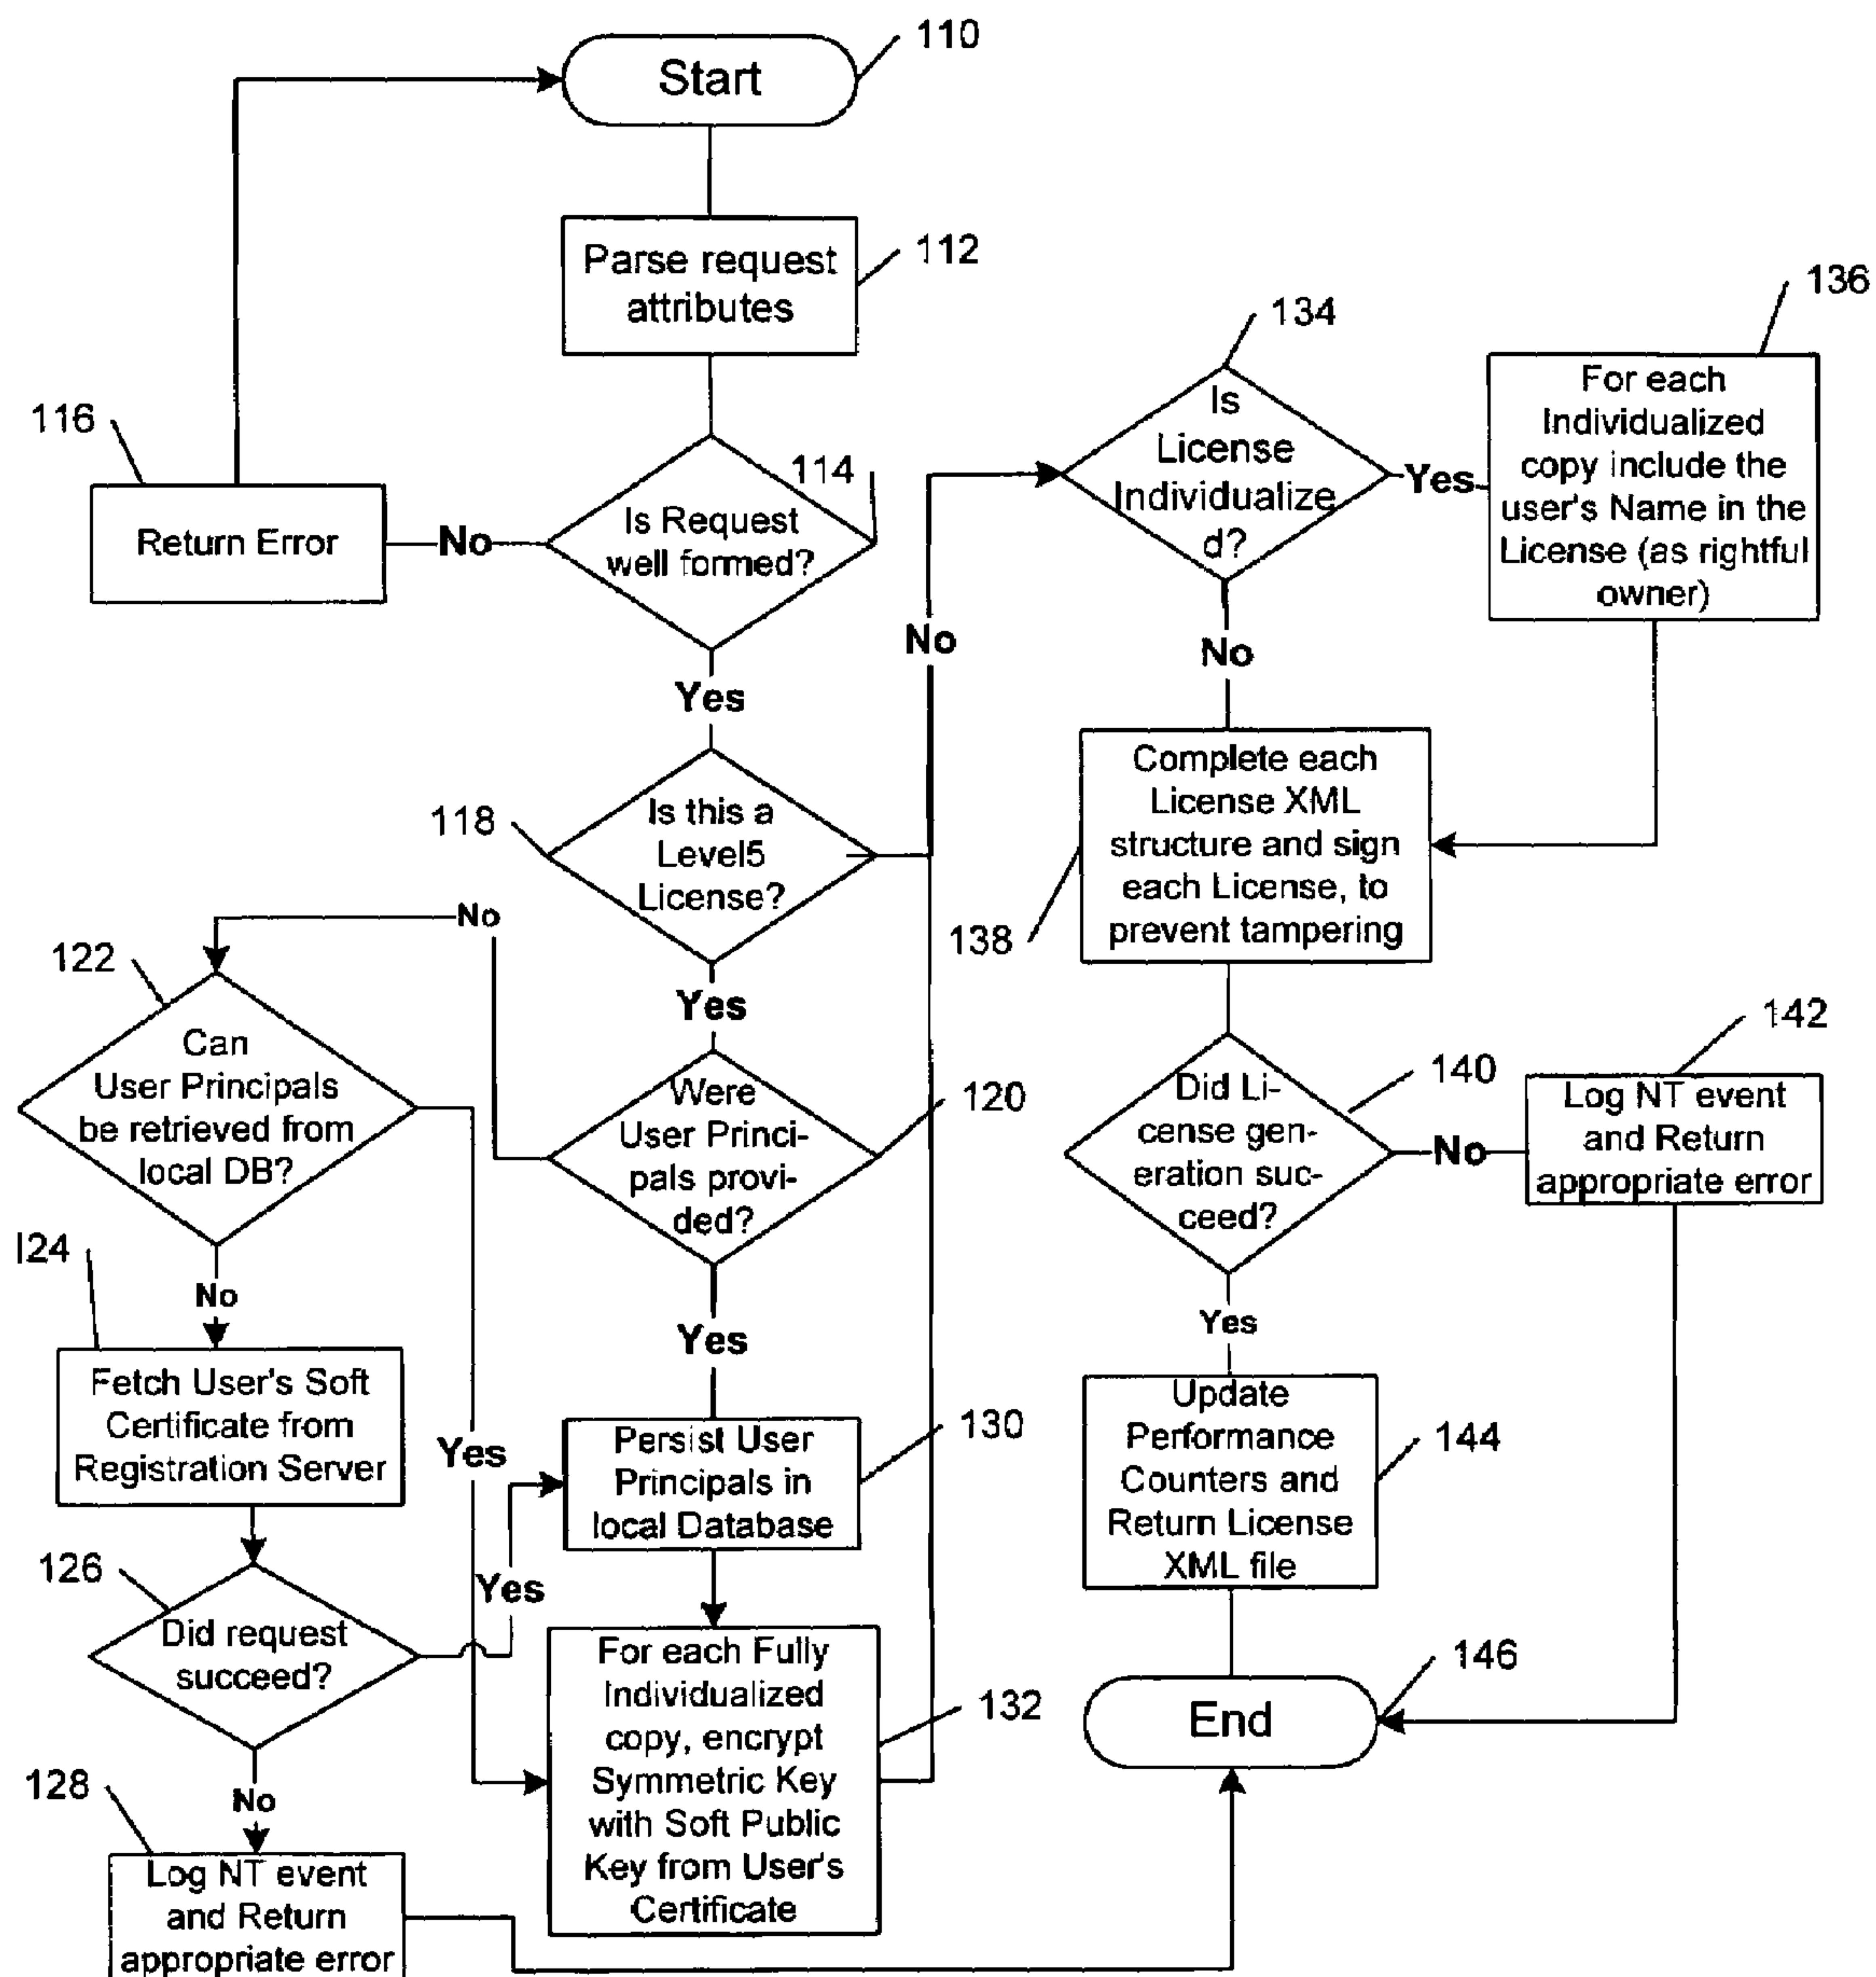 110
Start
Parse request
attributes
112
114
Is Request
well formed?
No
116
Return Error
Yes
118
Is this a
Level5
License?
No
Yes
120
Were
User Princi-
pals provi-
ded?
No
122
Can
User Principals
be retrieved from
local DB?
No
Yes
I24
Fetch User's Soft
Certificate from
Registration Server
126
Did request
succeed?
Yes
No
128
Log NT event
and Return
appropriate error
Yes
130
Persist User
Principals in
local Database
132
For each Fully
Individualized
copy, encrypt
Symmetric Key
with Soft Public
Key from User's
Certificate
134
Is
License
Individualize
d?
Yes
136
For each
Individualized
copy include the
user's Name in the
License (as rightful
owner)
No
138
Complete each
License XML
structure and sign
each License, to
prevent tampering
140
Did Li-
cense gen-
eration suc-
ceed?
No
142
Log NT event
and Return
appropriate error
Yes
144
Update
Performance
Counters and
Return License
XML file
146
End